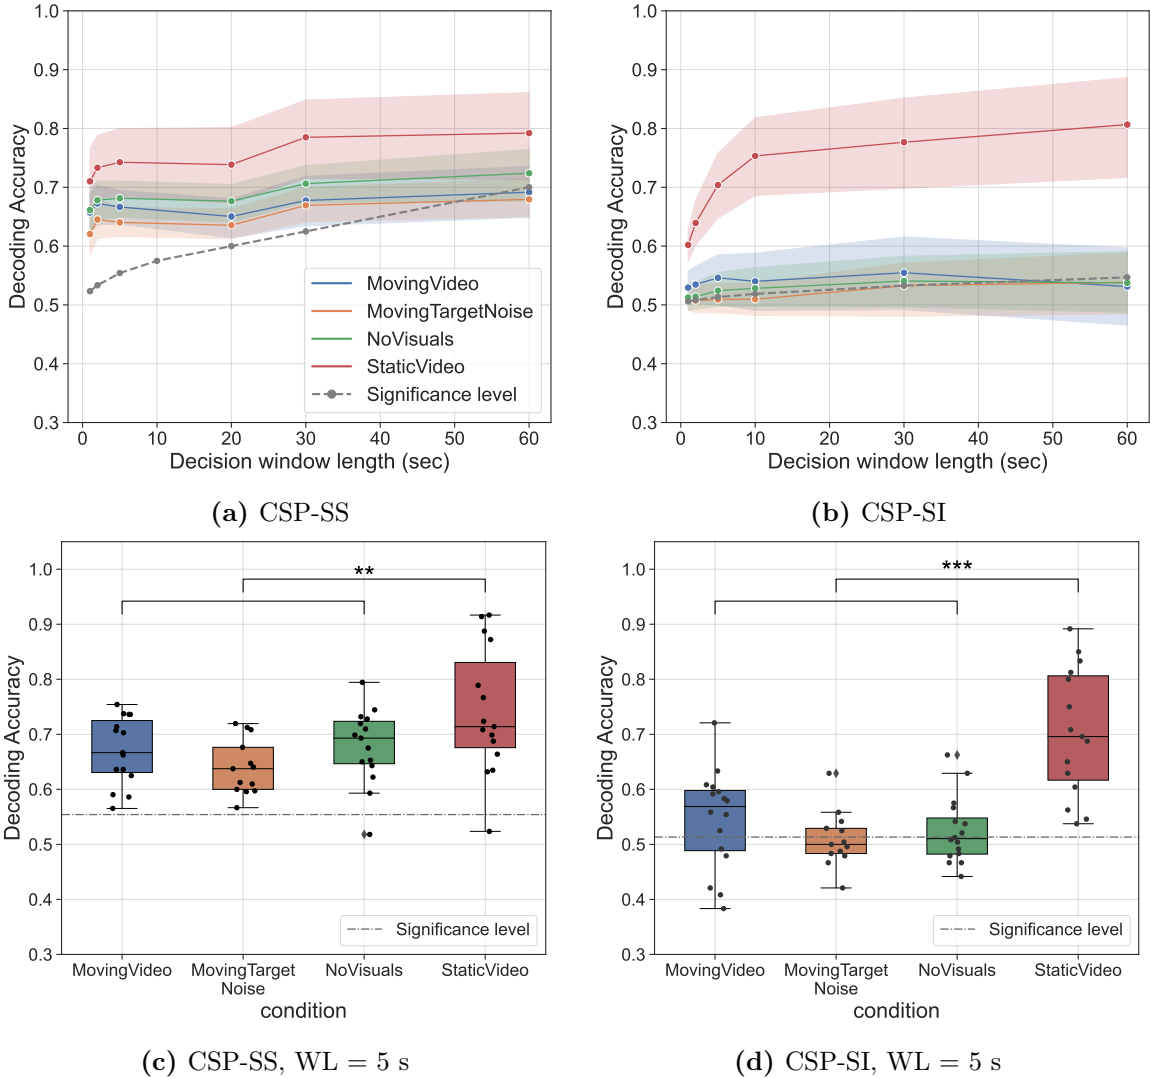 1.0
0.9
0.8
0.7
0.6
0.5
0.4
0.3
Decoding Accuracy
0 10 20 30 40 50 60
Decision window length (sec)
MovingVideo
MovingTargetNoise
NoVisuals
StaticVideo
Significance level
(a) CSP-SS
1.0
0.9
0.8
0.7
0.6
0.5
0.4
0.3
Decoding Accuracy
0 10 20 30 40 50 60
Decision window length (sec)
(b) CSP-SI
1.0
0.9
0.8
0.7
0.6
0.5
0.4
0.3
Decoding Accuracy
**
Significance level
MovingVideo MovingTarget NoVisuals StaticVideo
Noise
condition
(c) CSP-SS, WL = 5 s
1.0
0.9
0.8
0.7
0.6
0.5
0.4
0.3
Decoding Accuracy
***
Significance level
MovingVideo MovingTarget NoVisuals StaticVideo
Noise
condition
(d) CSP-SI, WL = 5 s